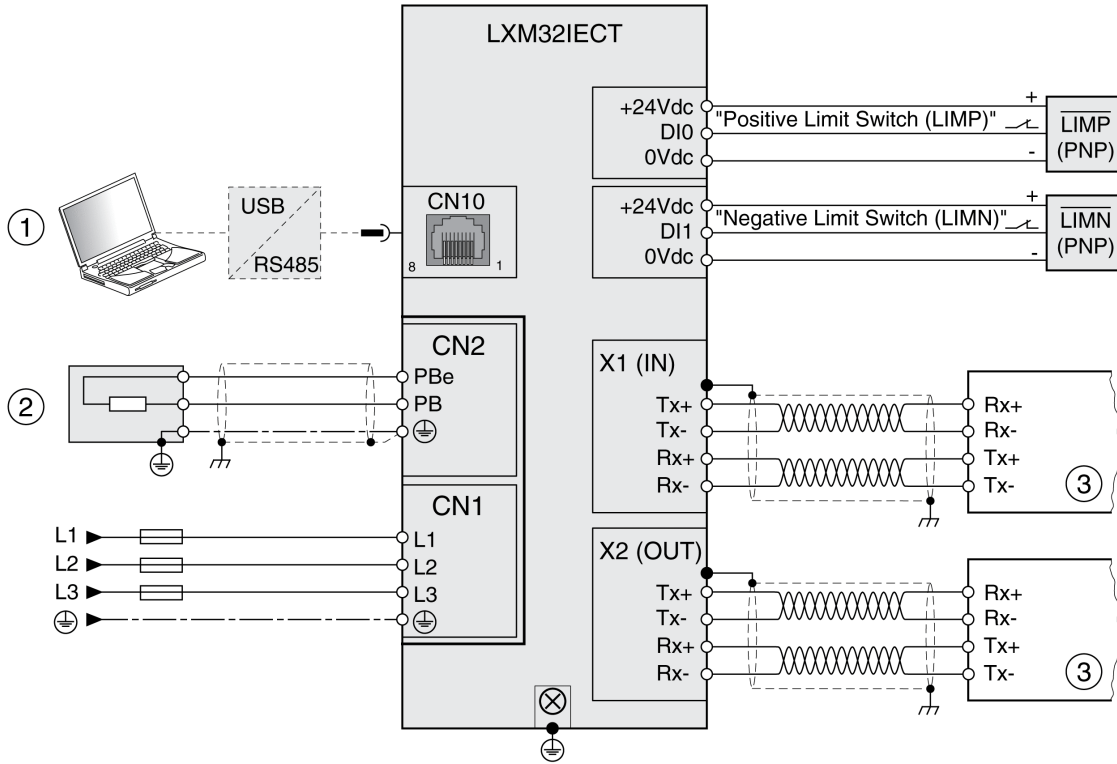 LXM32IECT
+24Vdc
DI0
0Vdc
"Positive Limit Switch (LIMP)"
+
-
LIMP
(PNP)
+24Vdc
DI1
0Vdc
"Negative Limit Switch (LIMN)"
+
-
LIMN
(PNP)
1
USB
RS485
CN10
8
1
2
CN2
PBe
PB
CN1
L1
L2
L3
L1
L2
L3
X1 (IN)
Tx+
Tx-
Rx+
Rx-
Rx+
Rx-
Tx+
Tx-
3
X2 (OUT)
Tx+
Tx-
Rx+
Rx-
Rx+
Rx-
Tx+
Tx-
3